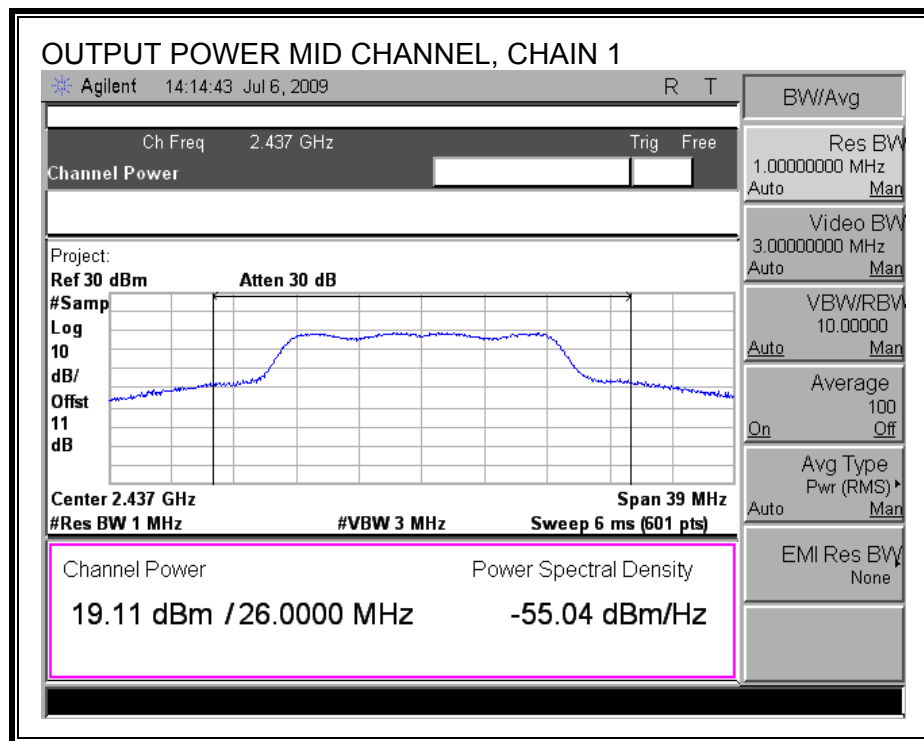 OUTPUT POWER MID CHANNEL, CHAIN 1
Agilent 14:14:43 Jul 6, 2009 R T
BW/Avg
Ch Freq 2.437 GHz Trig Free
Channel Power
Res BW
1.00000000 MHz
Auto Man
Video BW
3.00000000 MHz
Auto Man
Project:
Ref 30 dBm Atten 30 dB
#Samp
Log
10
dB/
Offst
11
dB
VBW/RBW
10.00000
Auto Man
Average
100
On Off
Avg Type
Pwr (RMS)
Auto Man
Center 2.437 GHz Span 39 MHz
#Res BW 1 MHz #VBW 3 MHz Sweep 6 ms (601 pts)
EMI Res BW
None
Channel Power Power Spectral Density
19.11 dBm / 26.0000 MHz -55.04 dBm/Hz